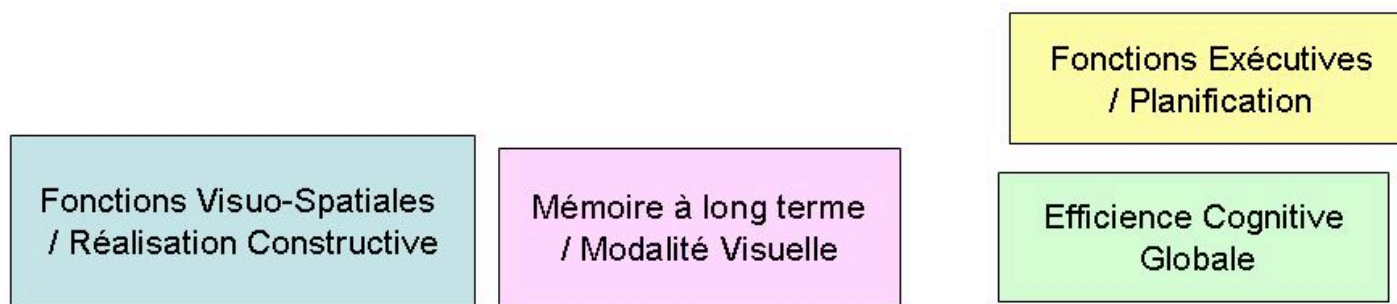 Fonctions Exécutives
/ Planification
Fonctions Visuo-Spatiales
/ Réalisation Constructive
Mémoire à long terme
/ Modalité Visuelle
Efficience Cognitive
Globale